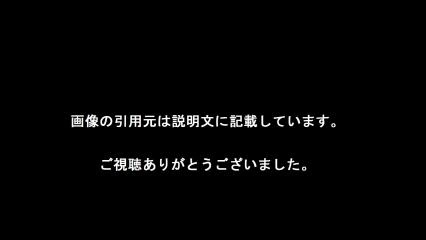 画像の引用元は説明文に記載しています。
ご視聴ありがとうございました。